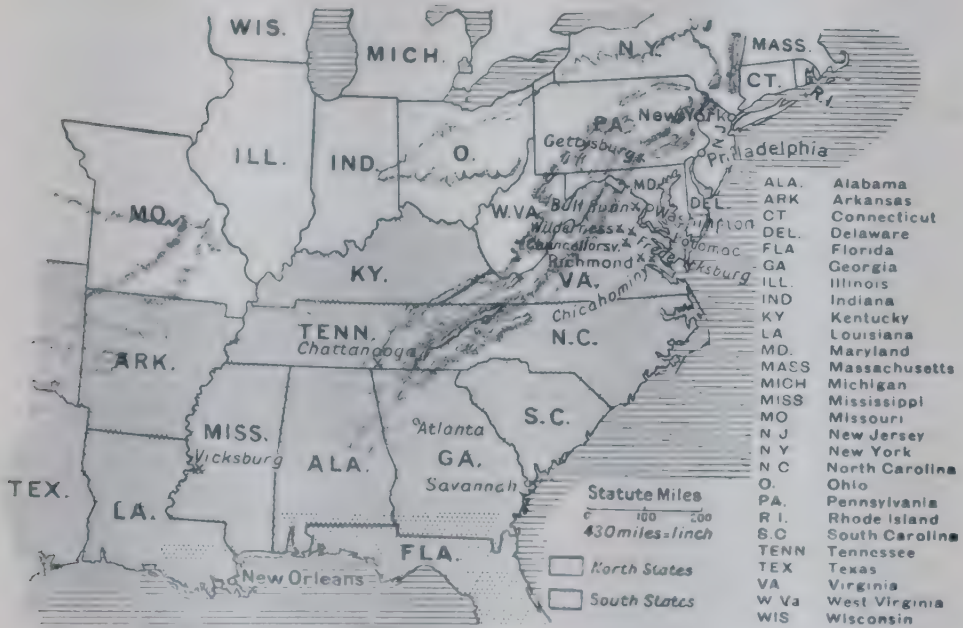 WIS.
MICH.
N.Y.
MASS.
CT.
R.I.
PA.
New York
N.J.
ILL.
IND.
O.
Gettysburg
Philadelphia
MO.
MD.
DEL.
W.VA.
Bull Run
Washington
Wilderness
Potomac
Chancellorsv.
Fredericksburg
KY.
Richmond
VA.
Chicahominy
TENN.
Chattanooga
N.C.
ARK.
S.C.
MISS.
Atlanta
Vicksburg
ALA.
GA.
TEX.
Savannah
LA.
FLA.
New Orleans
Statute Miles
0 100 200
430 miles=1inch
North States
South States
ALA. Alabama
ARK Arkansas
CT Connecticut
DEL. Delaware
FLA Florida
GA Georgia
ILL. Illinois
IND Indiana
KY Kentucky
LA Louisiana
MD. Maryland
MASS Massachusetts
MICH Michigan
MISS Mississippi
MO Missouri
N J New Jersey
N Y New York
N C North Carolina
O. Ohio
PA. Pennsylvania
R I. Rhode Island
S.C South Carolina
TENN Tennessee
TEX Texas
VA Virginia
W Va West Virginia
WIS Wisconsin